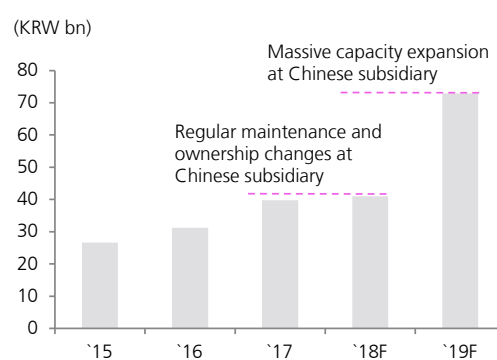 (KRW bn)
Massive capacity expansion
at Chinese subsidiary
Regular maintenance and
ownership changes at
Chinese subsidiary
80
70
60
50
40
30
20
10
0
`15
`16
`17
`18F
`19F